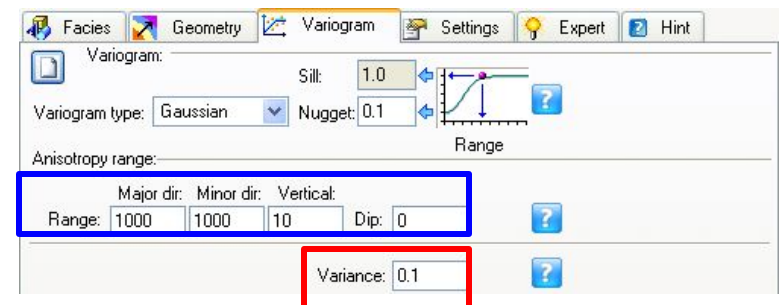 Facies Geometry Variogram Settings Expert Hint
Variogram:
Sill: 1.0
Variogram type: Gaussian Nugget: 0.1 ?
Range
Anisotropy range:
Major dir: Minor dir: Vertical:
Range: 1000 1000 10 Dip: 0 ?
Variance: 0.1 ?